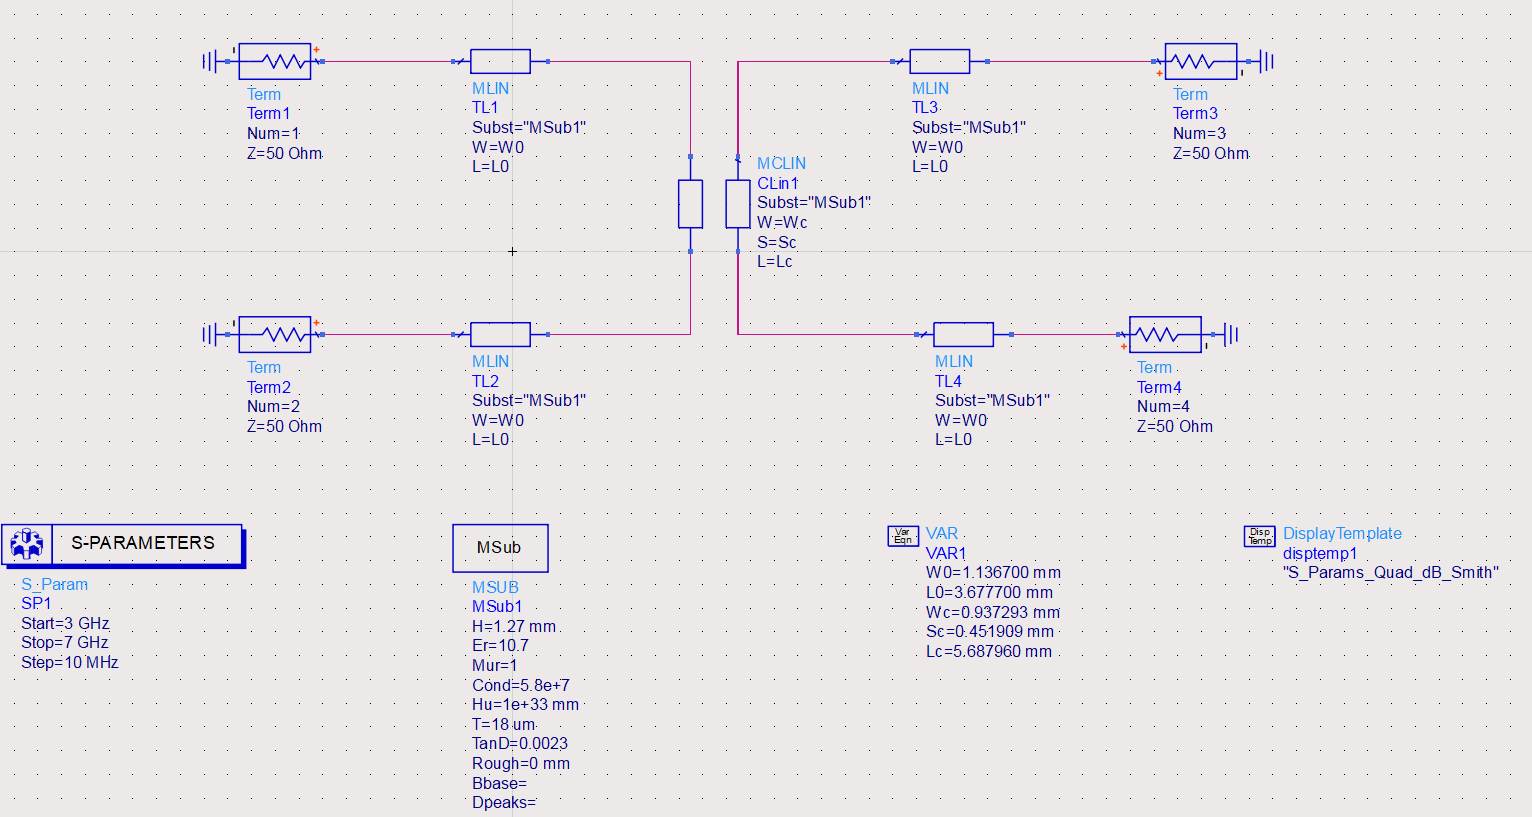 Term
Term1
Num=1
Z=50 Ohm
MLIN
TL1
Subst="MSub1"
W=W0
L=L0
MLIN
TL3
Subst="MSub1"
W=W0
L=L0
Term
Term3
Num=3
Z=50 Ohm
MCLIN
CLin1
Subst="MSub1"
W=Wc
S=Sc
L=Lc
Term
Term2
Num=2
Z=50 Ohm
MLIN
TL2
Subst="MSub1"
W=W0
L=L0
MLIN
TL4
Subst="MSub1"
W=W0
L=L0
Term
Term4
Num=4
Z=50 Ohm
S-PARAMETERS
S_Param
SP1
Start=3 GHz
Stop=7 GHz
Step=10 MHz
MSub
MSUB
MSub1
H=1.27 mm
Er=10.7
Mur=1
Cond=5.8e+7
Hu=1e+33 mm
T=18 um
TanD=0.0023
Rough=0 mm
Bbase=
Dpeaks=
Var
Eqn
VAR
VAR1
W0=1.136700 mm
L0=3.677700 mm
Wc=0.937293 mm
Sc=0.451909 mm
Lc=5.687960 mm
Disp
Temp
DisplayTemplate
disptemp1
"S_Params_Quad_dB_Smith"